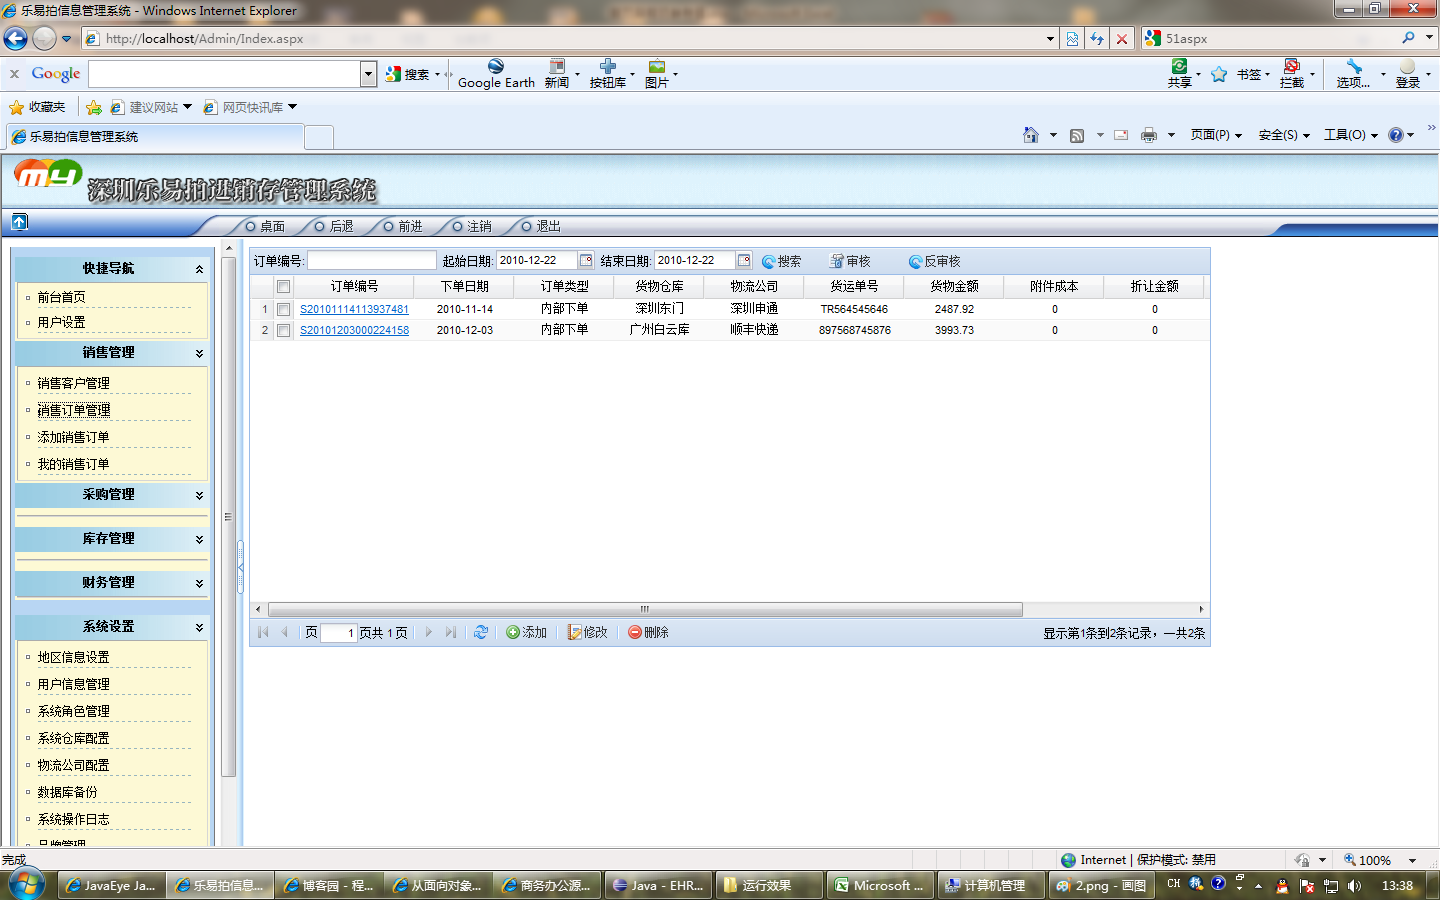 乐易拍信息管理系统 - Windows Internet Explorer
http://localhost/Admin/Index.aspx
51aspx
x Google 搜索 Google Earth 新闻 按钮库 图片 共享 书签 拦截 选项... 登录
收藏夹 建议网站 网页快讯库
乐易拍信息管理系统 页面(P) 安全(S) 工具(O)
my 深圳乐易拍进销存管理系统
桌面 后退 前进 注销 退出
快捷导航
前台首页
用户设置
销售管理
销售客户管理
销售订单管理
添加销售订单
我的销售订单
采购管理
库存管理
财务管理
系统设置
地区信息设置
用户信息管理
系统角色管理
系统仓库配置
物流公司配置
数据库备份
系统操作日志
品牌管理
订单编号: 起始日期: 2010-12-22 结束日期: 2010-12-22 搜索 审核 反审核
订单编号 下单日期 订单类型 货物仓库 物流公司 货运单号 货物金额 附件成本 折让金额
1 S20101114113937481 2010-11-14 内部下单 深圳东门 深圳申通 TR564545646 2487.92 0 0
2 S20101203000224158 2010-12-03 内部下单 广州白云库 顺丰快递 897568745876 3993.73 0 0
页 1 页共 1 页 添加 修改 删除 显示第1条到2条记录，一共2条
完成 Internet | 保护模式: 禁用 100%
JavaEye Ja... 乐易拍信息... 博客园 - 程... 从面向对象... 商务办公源... Java - EHR... 运行效果 Microsoft ... 计算机管理 2.png - 画图 CH 13:38